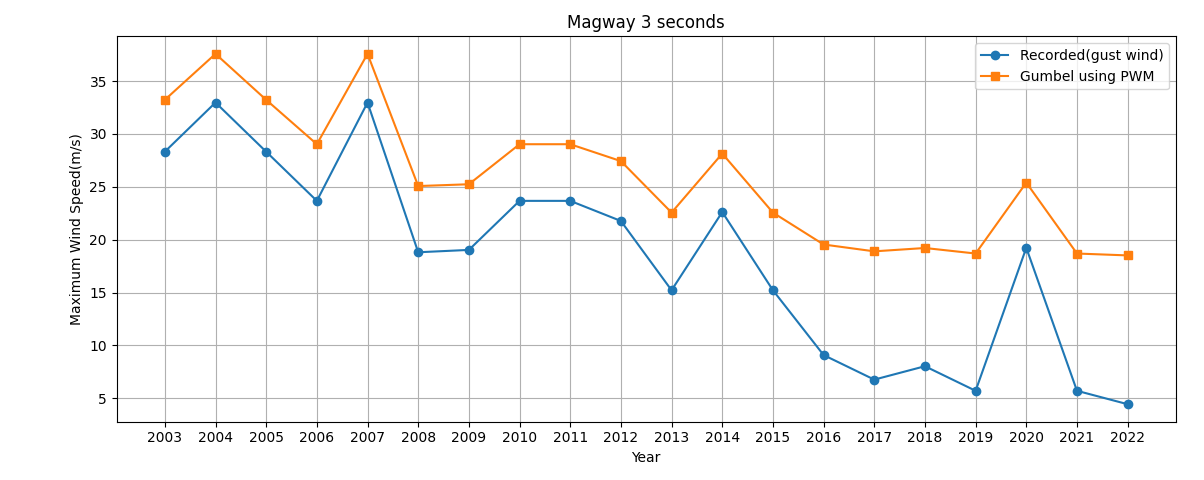 Magway 3 seconds
Recorded(gust wind)
Gumbel using PWM
Maximum Wind Speed(m/s)
35
30
25
20
15
10
5
2003 2004 2005 2006 2007 2008 2009 2010 2011 2012 2013 2014 2015 2016 2017 2018 2019 2020 2021 2022
Year